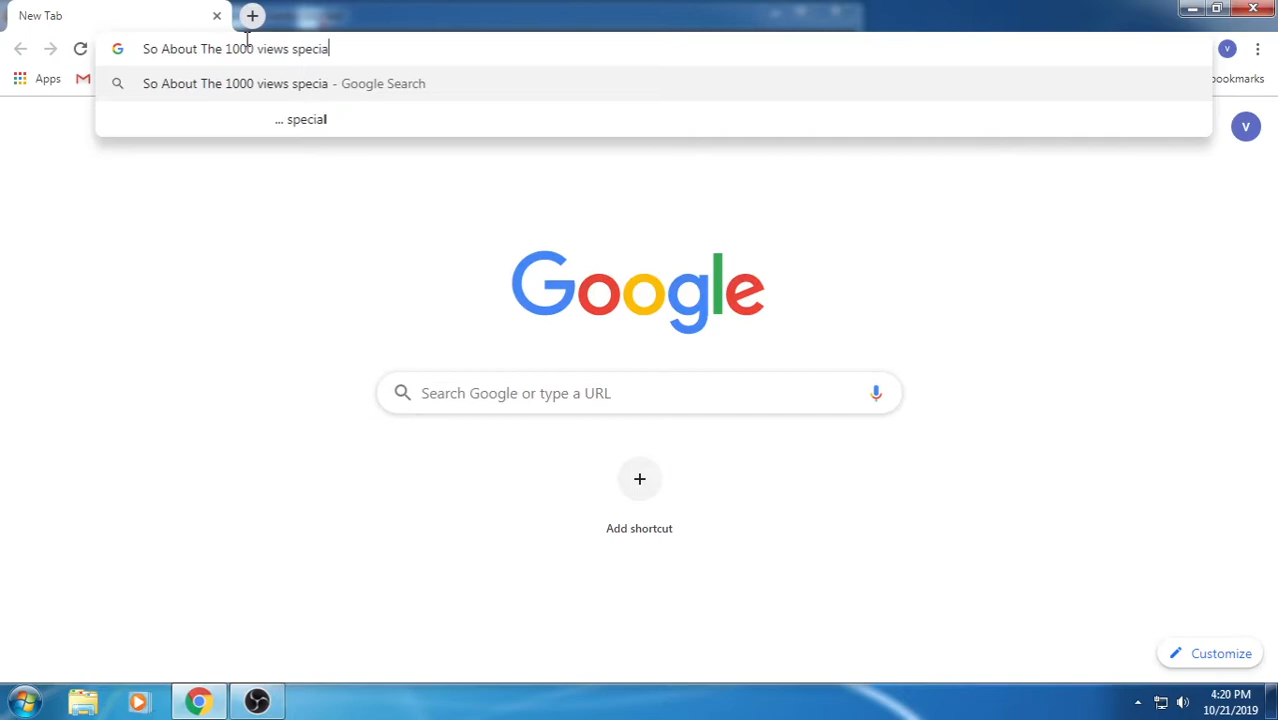 New Tab
So About The 1000 views specia
V
Apps
bookmarks
So About The 1000 views specia - Google Search
... special
V
Google
Search Google or type a URL
Add shortcut
Customize
4:20 PM
10/21/2019